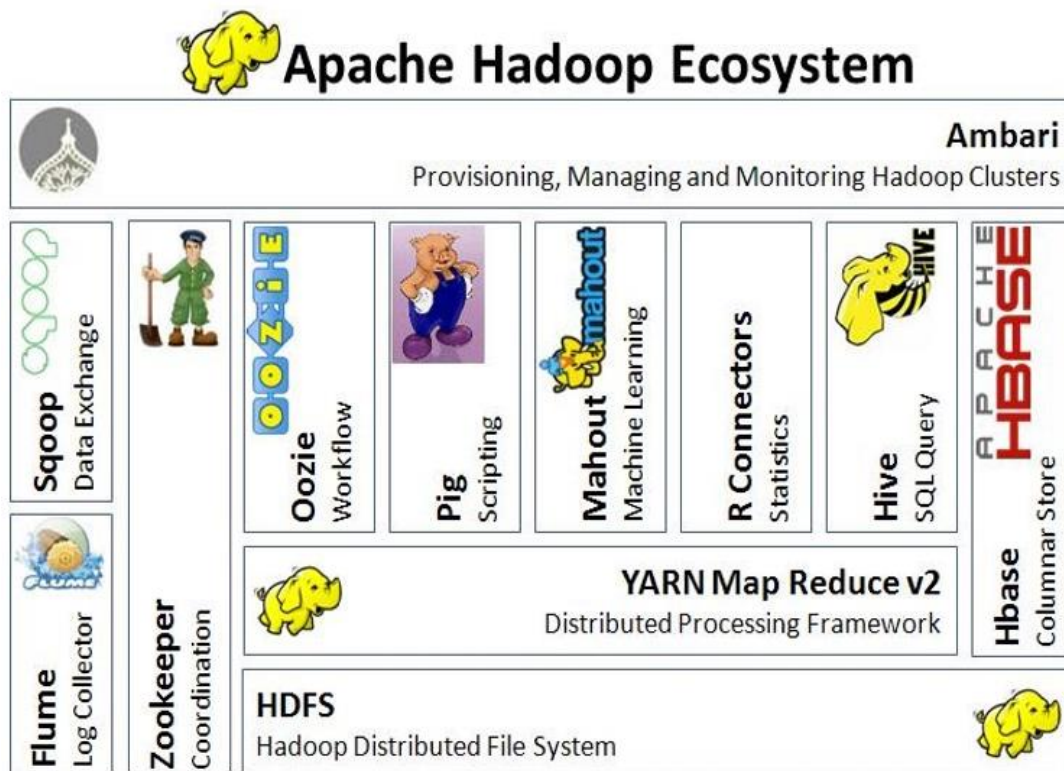 Apache Hadoop Ecosystem
Ambari
Provisioning, Managing and Monitoring Hadoop Clusters
sqoop
Sqoop
Data Exchange
FLUME
Flume
Log Collector
Zookeeper
Coordination
OOZIE
Oozie
Workflow
Pig
Scripting
mahout
Mahout
Machine Learning
R Connectors
Statistics
HIVE
Hive
SQL Query
APACHE
HBASE
Hbase
Columnar Store
YARN Map Reduce v2
Distributed Processing Framework
HDFS
Hadoop Distributed File System